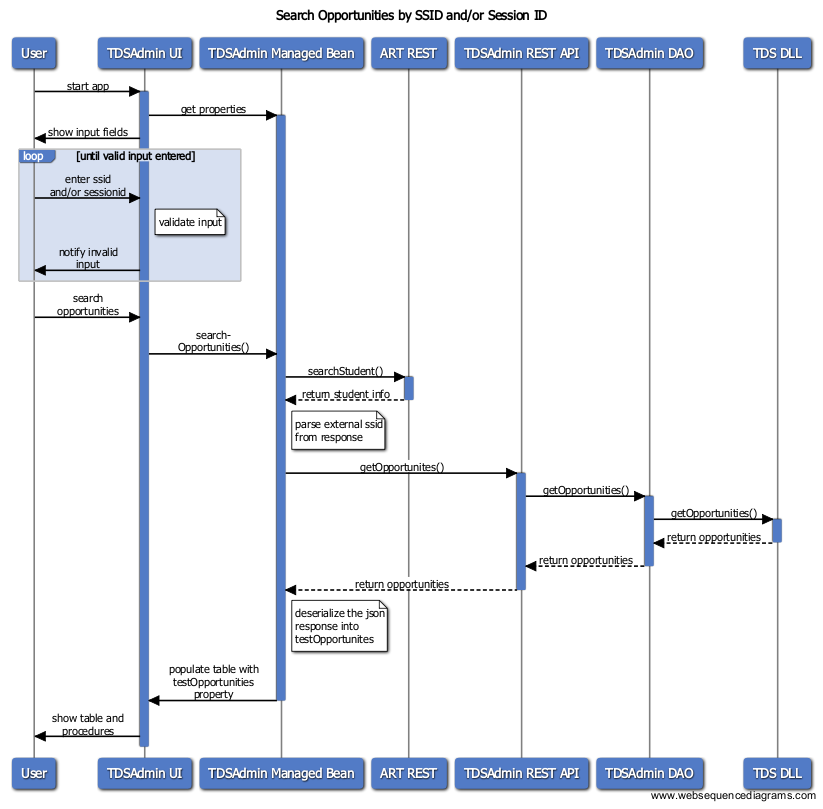 Search Opportunities by SSID and/or Session ID
User
TDSAdmin UI
TDSAdmin Managed Bean
ART REST
TDSAdmin REST API
TDSAdmin DAO
TDS DLL
start app
get properties
show input fields
loop
[until valid input entered]
enter ssid
and/or sessionid
validate input
notify invalid
input
search
opportunities
search-
Opportunities()
searchStudent()
return student info
parse external ssid
from response
getOpportunites()
getOpportunities()
getOpportunities()
return opportunities
return opportunities
return opportunities
deserialize the json
response into
testOpportunites
populate table with
testOpportunities
property
show table and
procedures
User
TDSAdmin UI
TDSAdmin Managed Bean
ART REST
TDSAdmin REST API
TDSAdmin DAO
TDS DLL
www.websequencediagrams.com